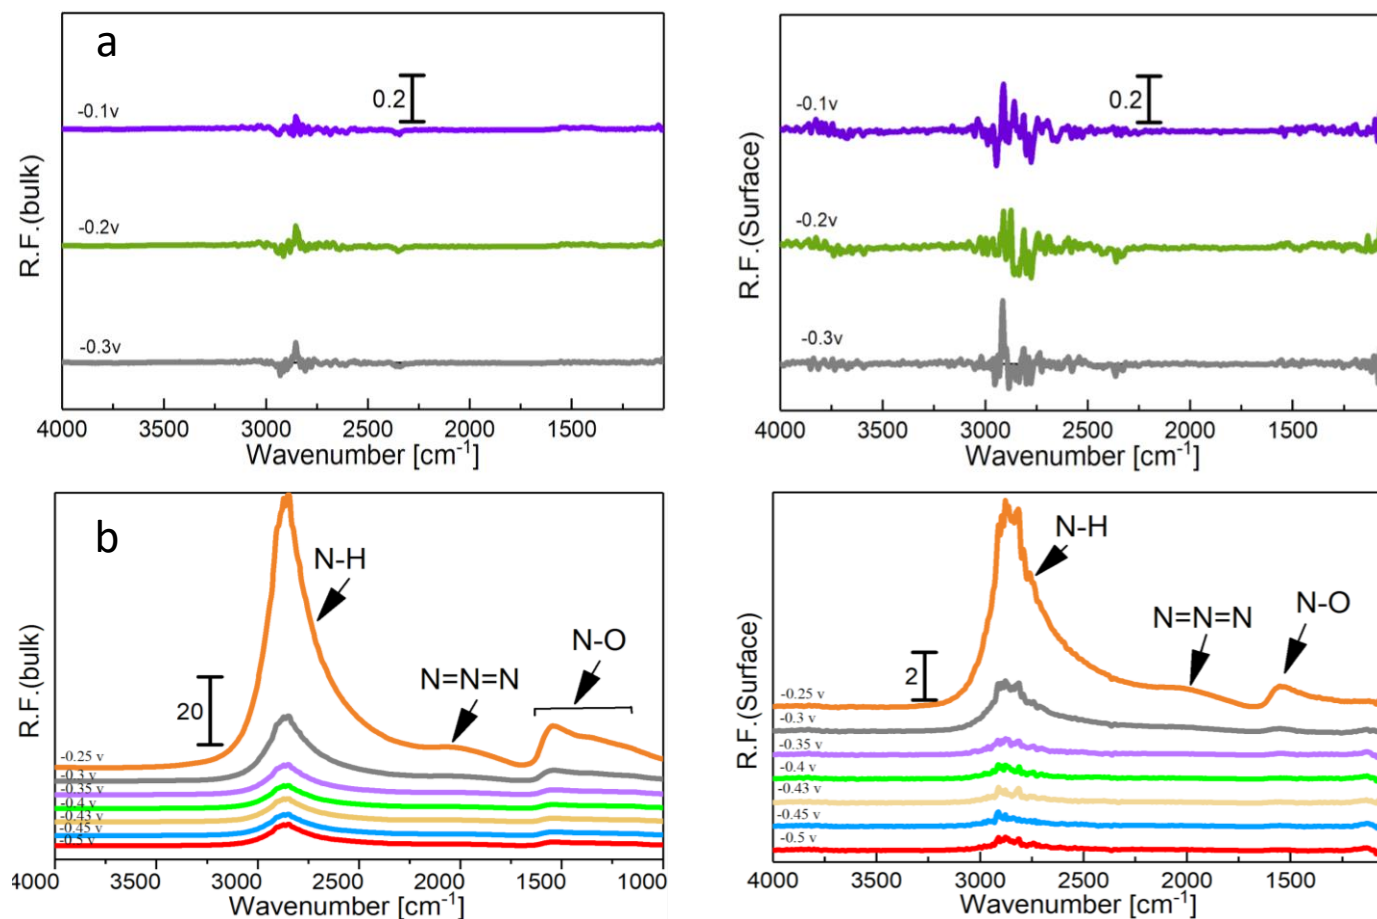 a
0.2
-0.1v
-0.2v
-0.3v
R.F.(bulk)
4000 3500 3000 2500 2000 1500
Wavenumber [cm-1]
0.2
-0.1v
-0.2v
-0.3v
R.F.(Surface)
4000 3500 3000 2500 2000 1500
Wavenumber [cm-1]
b
N-H
N=N=N
N-O
20
-0.25 v
-0.3 v
-0.35 v
-0.4 v
-0.43 v
-0.45 v
-0.5 v
R.F.(bulk)
4000 3500 3000 2500 2000 1500 1000
Wavenumber [cm-1]
N-H
N=N=N
N-O
2
-0.25 v
-0.3 v
-0.35 v
-0.4 v
-0.43 v
-0.45 v
-0.5 v
R.F.(Surface)
4000 3500 3000 2500 2000 1500
Wavenumber [cm-1]